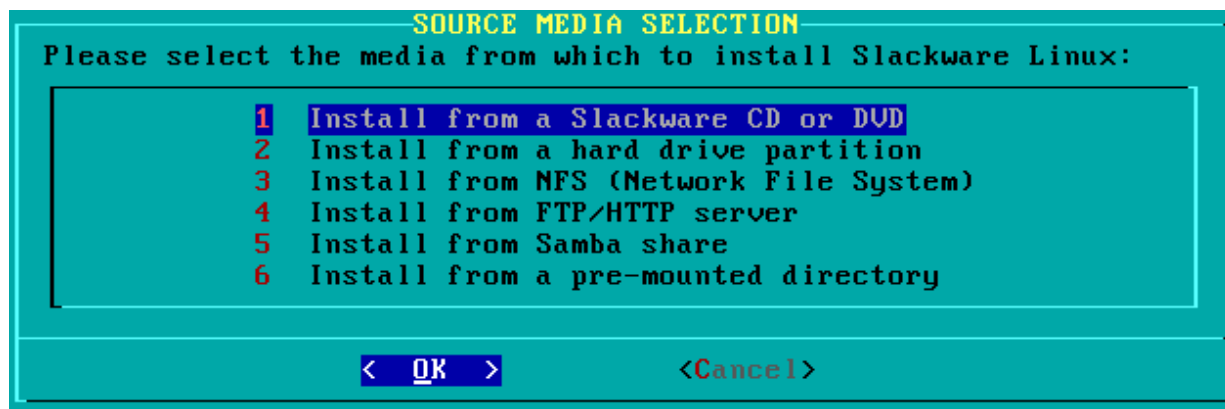 SOURCE MEDIA SELECTION
Please select the media from which to install Slackware Linux:
1 Install from a Slackware CD or DVD
2 Install from a hard drive partition
3 Install from NFS (Network File System)
4 Install from FTP/HTTP server
5 Install from Samba share
6 Install from a pre-mounted directory
< OK > <Cancel>